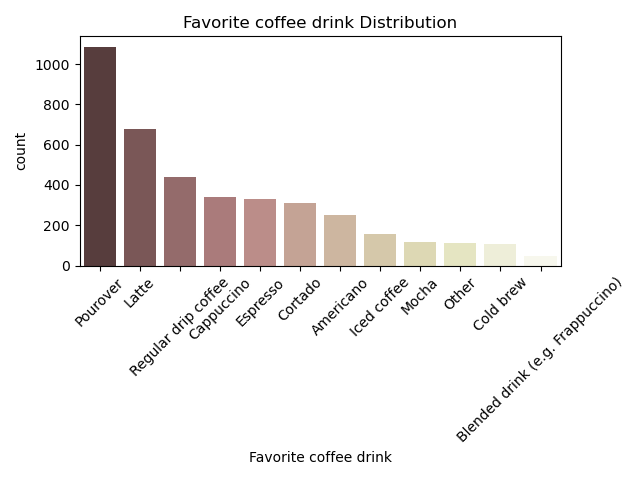 Favorite coffee drink Distribution
count
1000
800
600
400
200
0
Pourover
Latte
Regular drip coffee
Cappuccino
Espresso
Cortado
Americano
Iced coffee
Mocha
Other
Cold brew
Blended drink (e.g. Frappuccino)
Favorite coffee drink